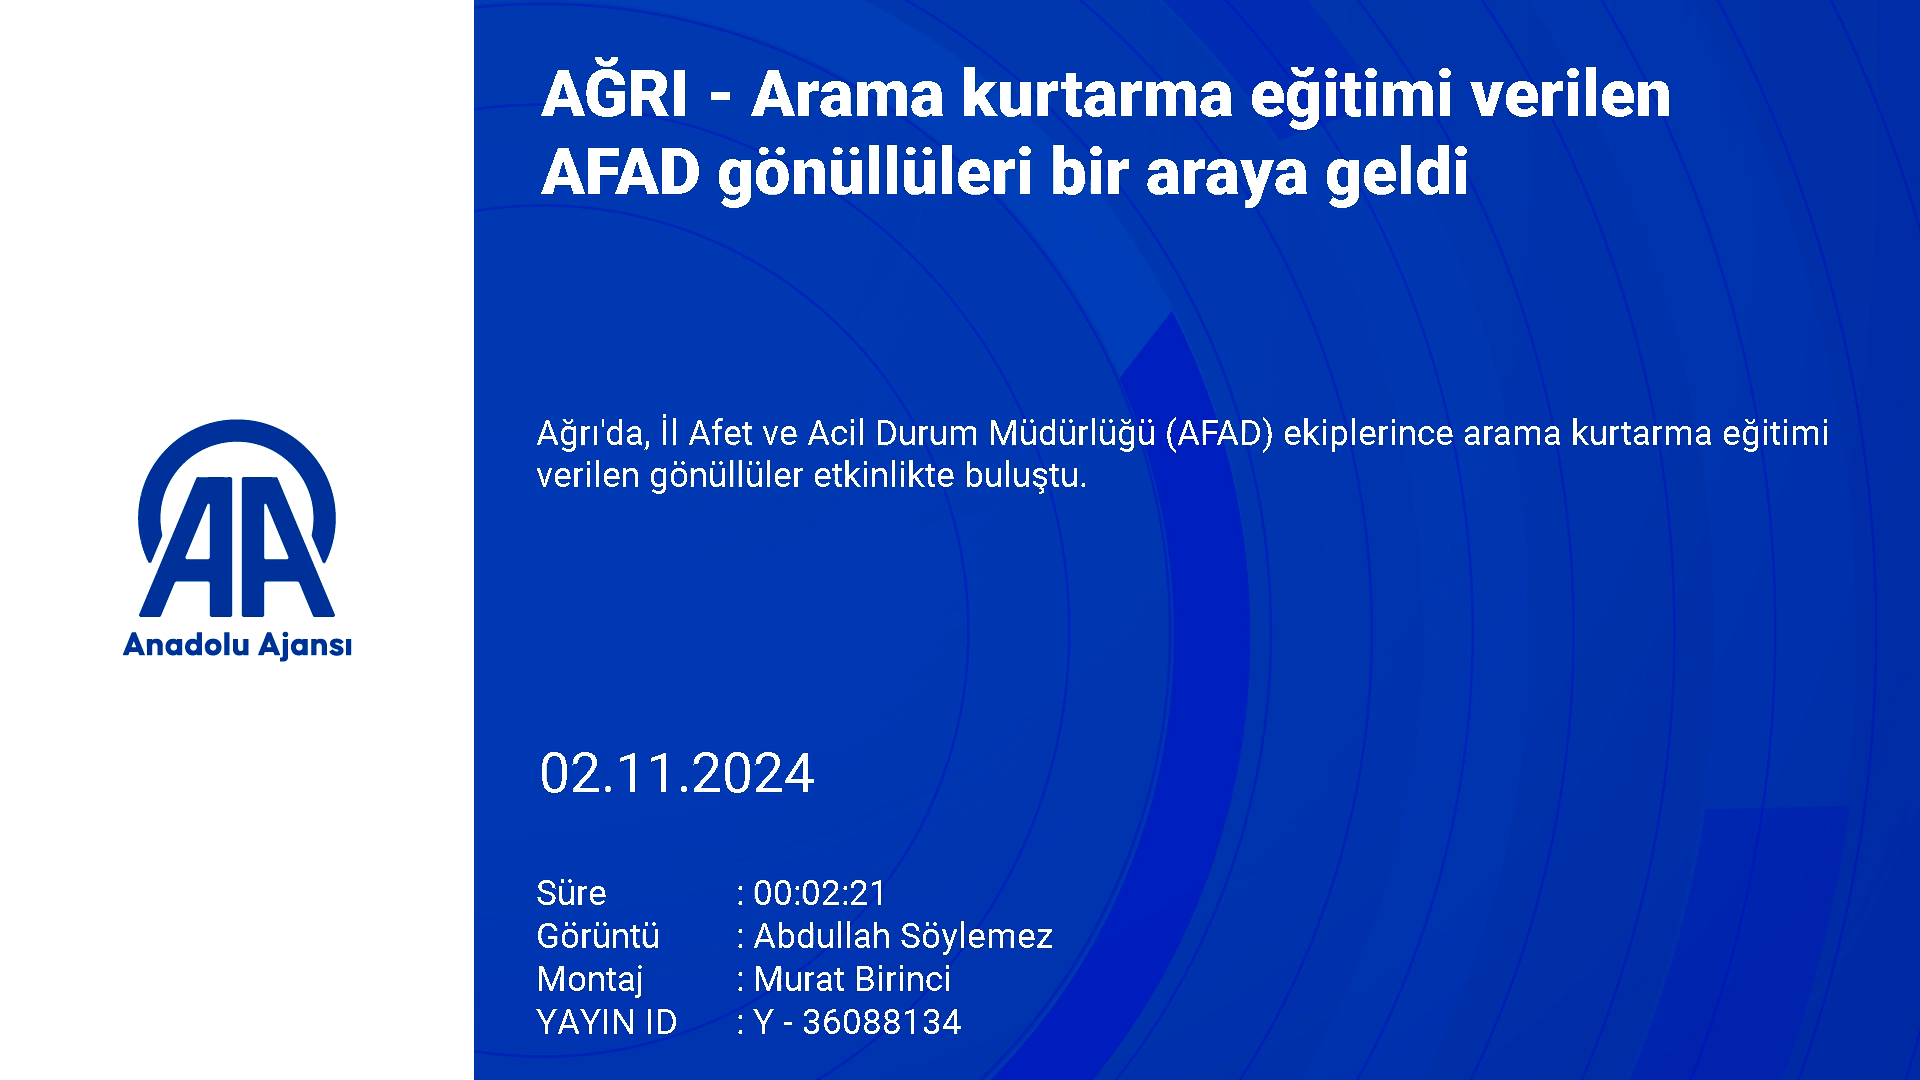 AĞRI - Arama kurtarma eğitimi verilen
AFAD gönüllüleri bir araya geldi
Ağrı'da, İl Afet ve Acil Durum Müdürlüğü (AFAD) ekiplerince arama kurtarma eğitimi
verilen gönüllüler etkinlikte buluştu.
AA
Anadolu Ajansı
02.11.2024
Süre : 00:02:21
Görüntü : Abdullah Söylemez
Montaj : Murat Birinci
YAYIN ID : Y - 36088134